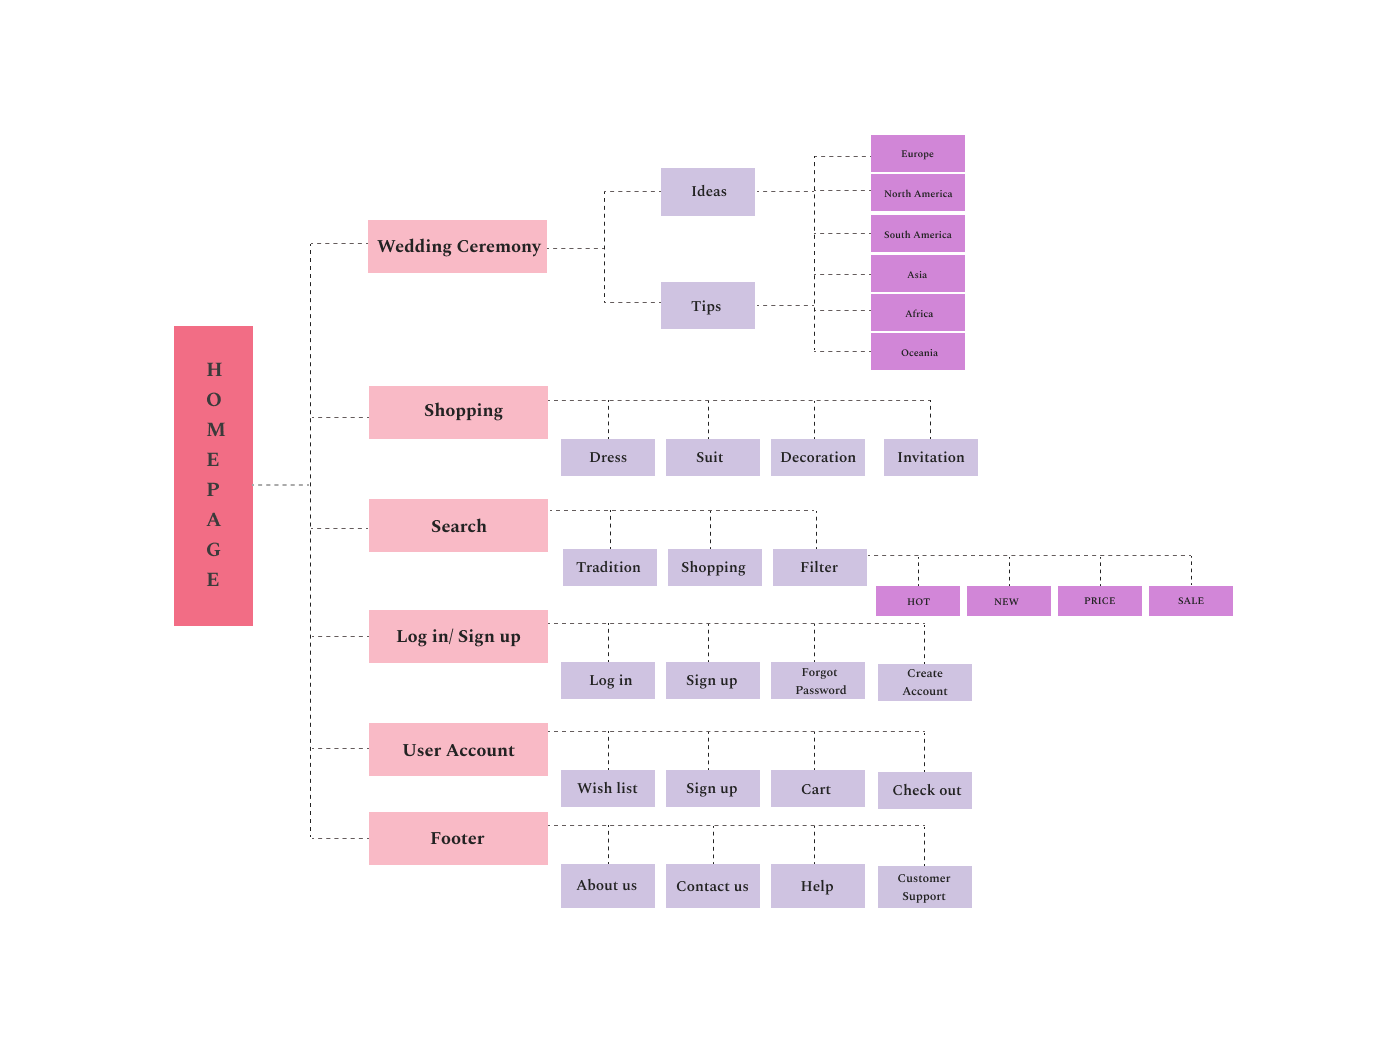 H
O
M
E
P
A
G
E
Wedding Ceremony
Ideas
Tips
Europe
North America
South America
Asia
Africa
Oceania
Shopping
Dress
Suit
Decoration
Invitation
Search
Tradition
Shopping
Filter
HOT
NEW
PRICE
SALE
Log in/ Sign up
Log in
Sign up
Forgot
Password
Create
Account
User Account
Wish list
Sign up
Cart
Check out
Footer
About us
Contact us
Help
Customer
Support